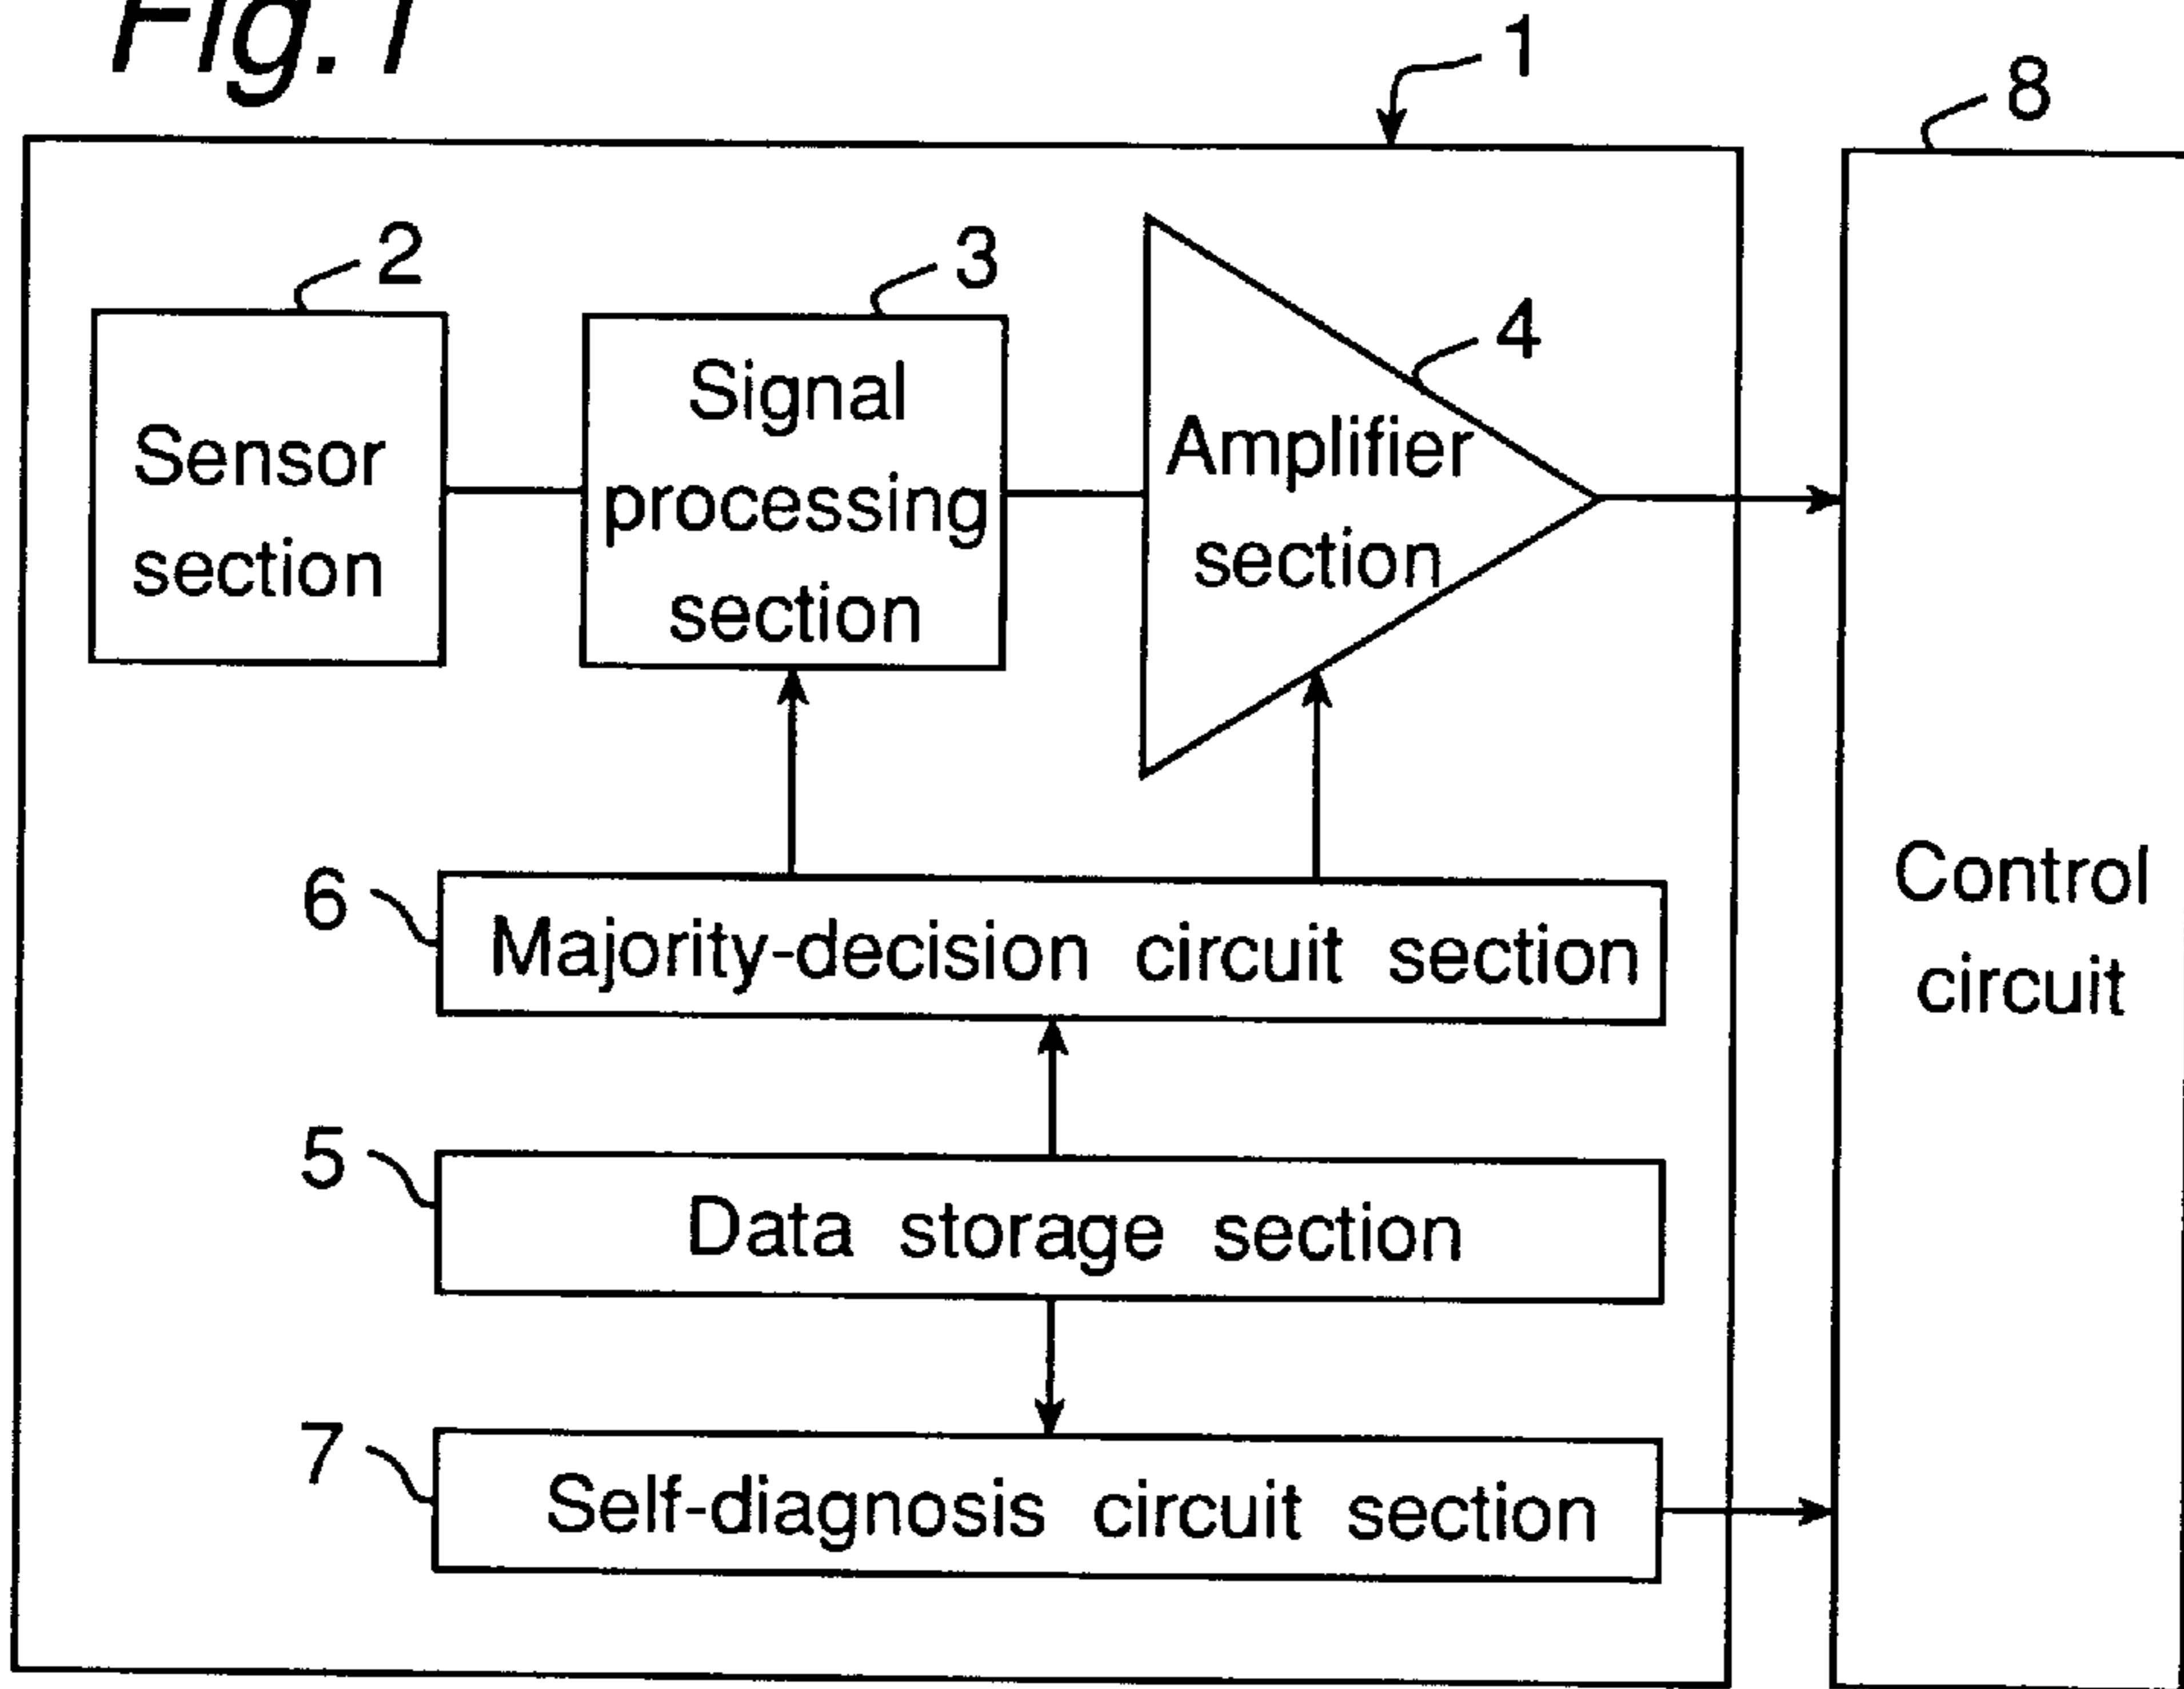 Fig.1
1
8
2
3
4
Sensor
section
Signal
processing
section
Amplifier
section
6
Majority-decision circuit section
Control
circuit
5
Data storage section
7
Self-diagnosis circuit section